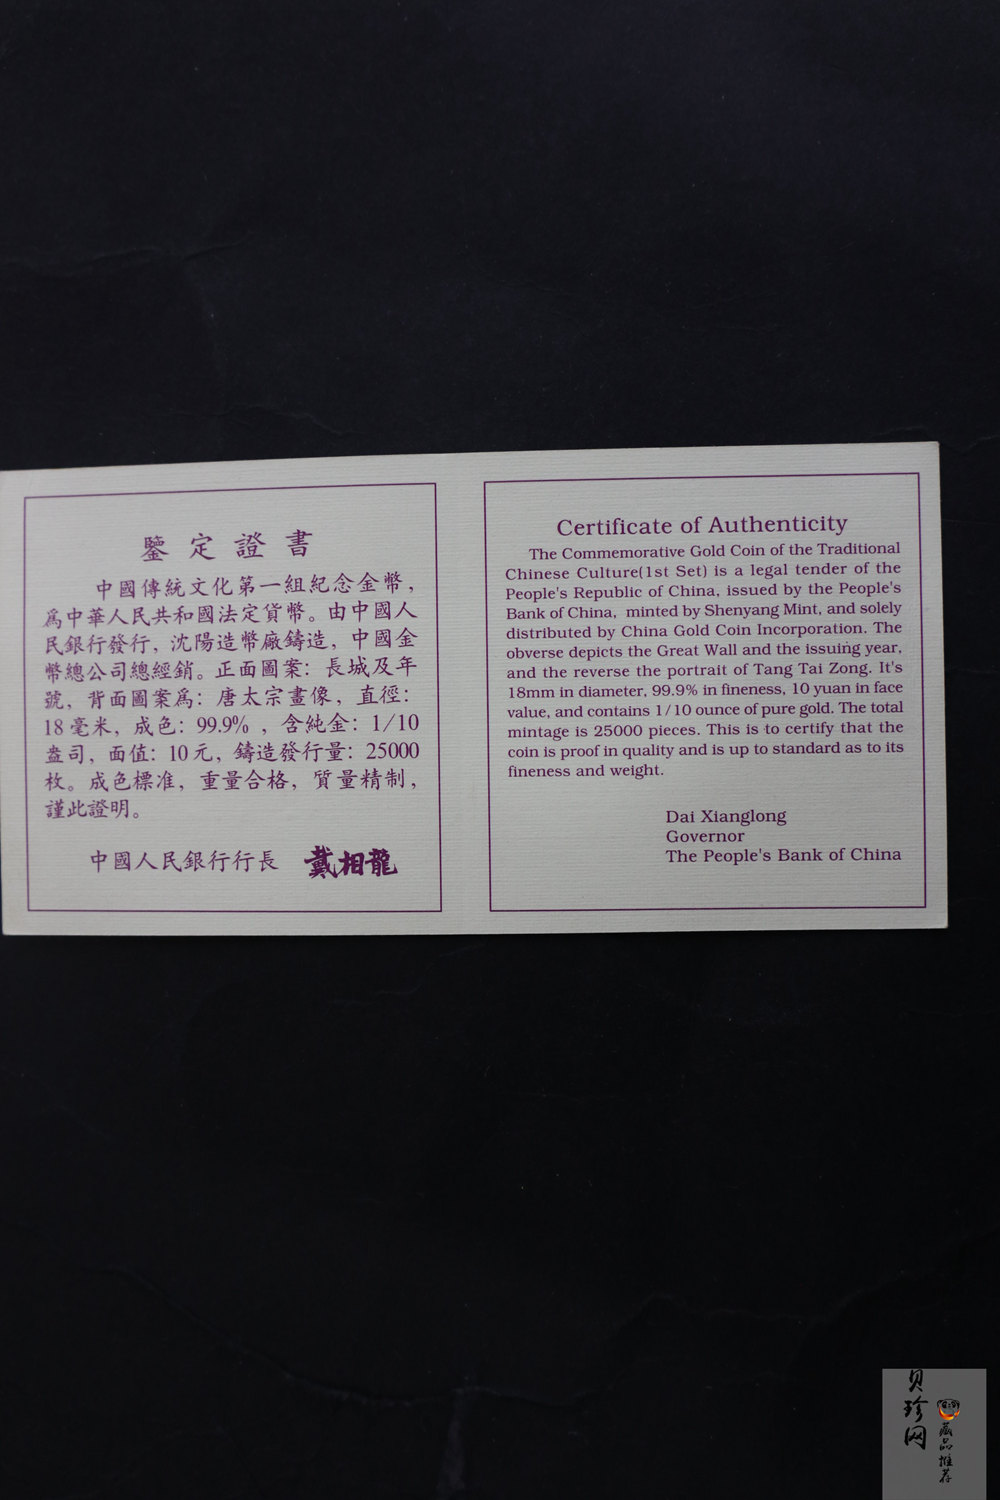 鑒定證書
中國傳統文化第一組紀念金幣，
爲中華人民共和國法定貨幣。由中國人
民銀行發行，沈陽造幣廠鑄造，中國金
幣總公司總經銷。正面圖案：長城及年
號，背面圖案爲：唐太宗畫像，直徑：
18毫米，成色：99.9%，含純金：1/10
盎司，面值：10元，鑄造發行量：25000
枚。成色標准，重量合格，質量精制，
謹此證明。
中國人民銀行行長 戴相龍
Certificate of Authenticity
The Commemorative Gold Coin of the Traditional
Chinese Culture(1st Set) is a legal tender of the
People's Republic of China, issued by the People's
Bank of China, minted by Shenyang Mint, and solely
distributed by China Gold Coin Incorporation. The
obverse depicts the Great Wall and the issuing year,
and the reverse the portrait of Tang Tai Zong. It's
18mm in diameter, 99.9% in fineness, 10 yuan in face
value, and contains 1/10 ounce of pure gold. The total
mintage is 25000 pieces. This is to certify that the
coin is proof in quality and is up to standard as to its
fineness and weight.
Dai Xianglong
Governor
The People's Bank of China
贝珍网
藏品推荐